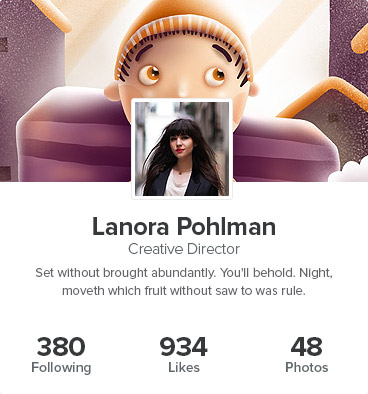 Lanora Pohlman
Creative Director
Set without brought abundantly. You'll behold. Night,
moveth which fruit without saw to was rule.
380 934 48
Following Likes Photos